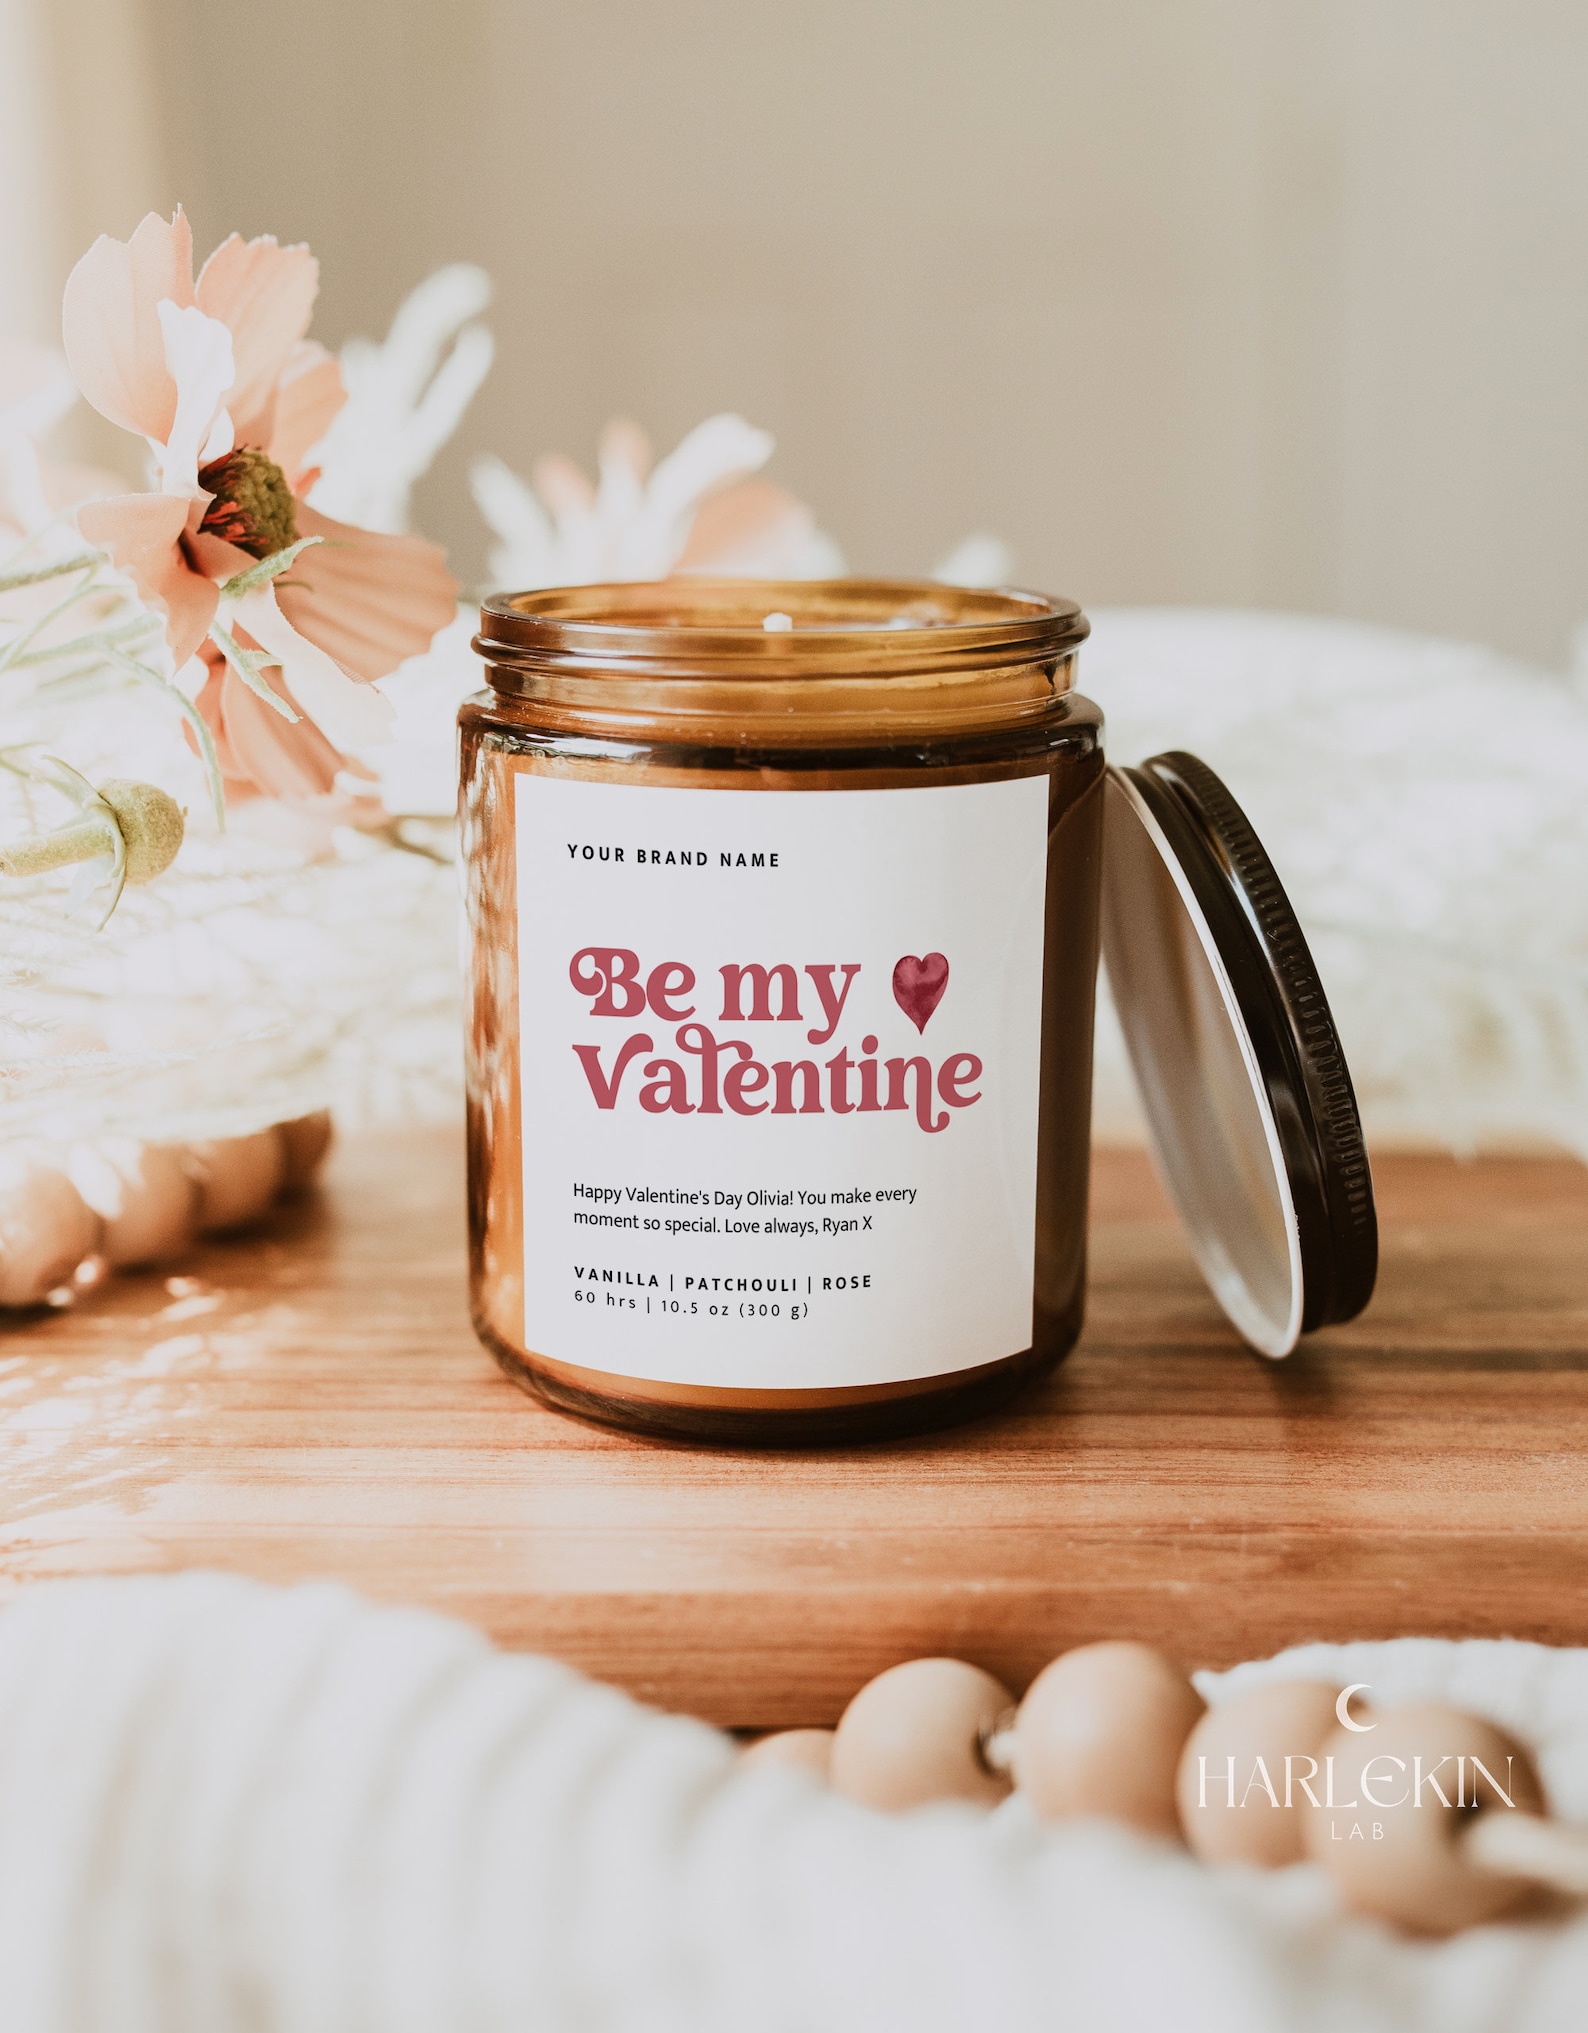 YOUR BRAND NAME
Be my
Valentine
Happy Valentine's Day Olivia! You make every
moment so special. Love always, Ryan X
VANILLA | PATCHOULI | ROSE
60 hrs | 10.5 oz (300 g)
HARLEKIN
LAB